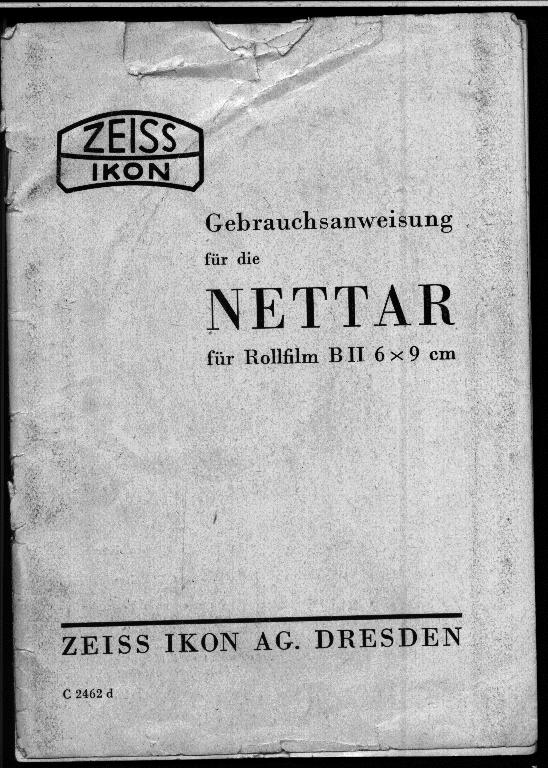 ZEISS
IKON
Gebrauchsanweisung
für die
NETTAR
für Rollfilm B II 6 × 9 cm
ZEISS IKON AG. DRESDEN
C 2462 d